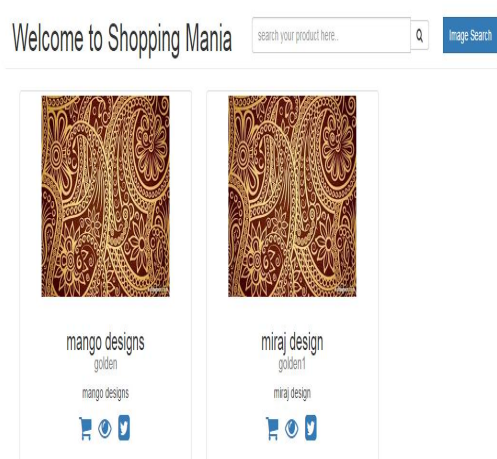 Welcome to Shopping Mania
search your product here..
Image Search
mango designs
golden
mango designs
miraj design
golden1
miraj design